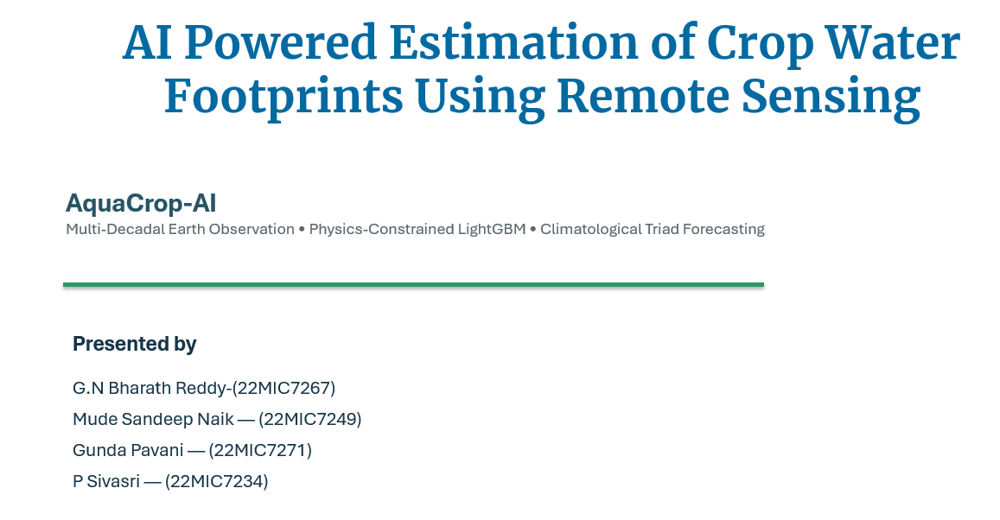 AI Powered Estimation of Crop Water
Footprints Using Remote Sensing
AquaCrop-AI
Multi-Decadal Earth Observation • Physics-Constrained LightGBM • Climatological Triad Forecasting
Presented by
G.N Bharath Reddy-(22MIC7267)
Mude Sandeep Naik — (22MIC7249)
Gunda Pavani — (22MIC7271)
P Sivasri — (22MIC7234)